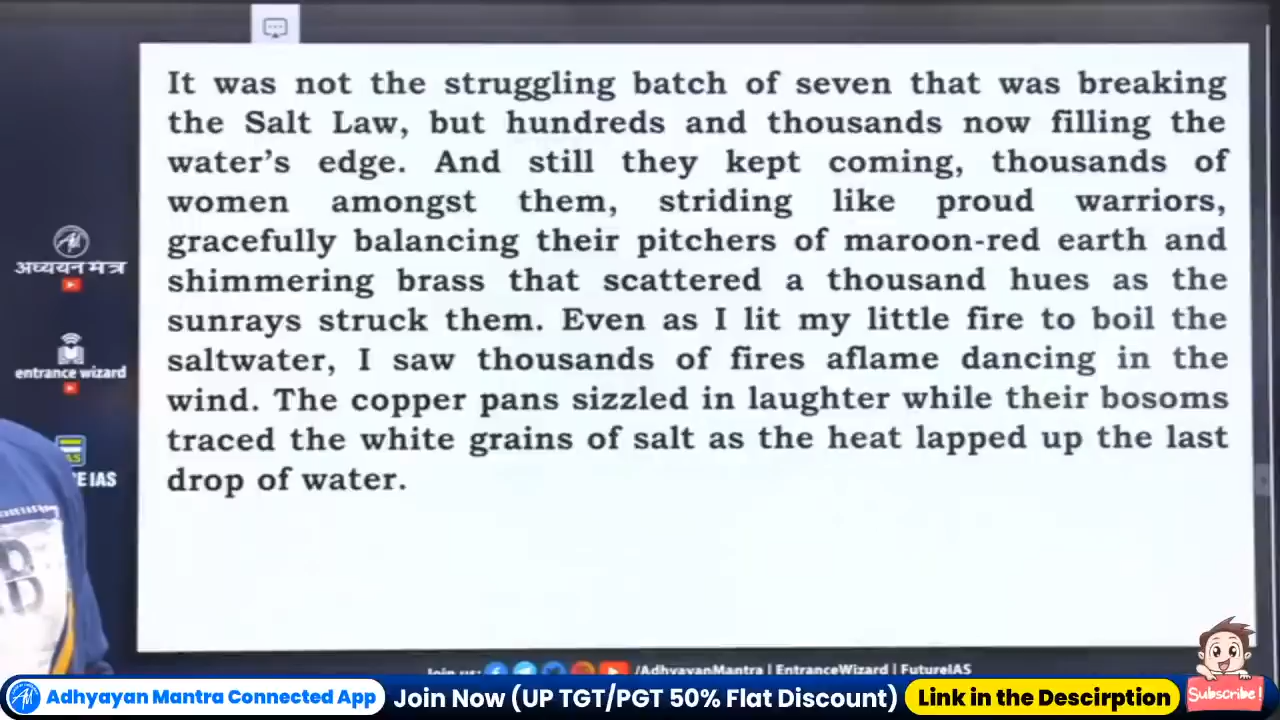 It was not the struggling batch of seven that was breaking
the Salt Law, but hundreds and thousands now filling the
water's edge. And still they kept coming, thousands of
women amongst them, striding like proud warriors,
gracefully balancing their pitchers of maroon-red earth and
shimmering brass that scattered a thousand hues as the
sunrays struck them. Even as I lit my little fire to boil the
saltwater, I saw thousands of fires aflame dancing in the
wind. The copper pans sizzled in laughter while their bosoms
traced the white grains of salt as the heat lapped up the last
drop of water.
अध्ययन मंत्र
entrance wizard
E IAS
Join us: /AdhyayanMantra | EntranceWizard | FutureIAS
Adhyayan Mantra Connected App Join Now (UP TGT/PGT 50% Flat Discount) Link in the Descirption
Subscribe!